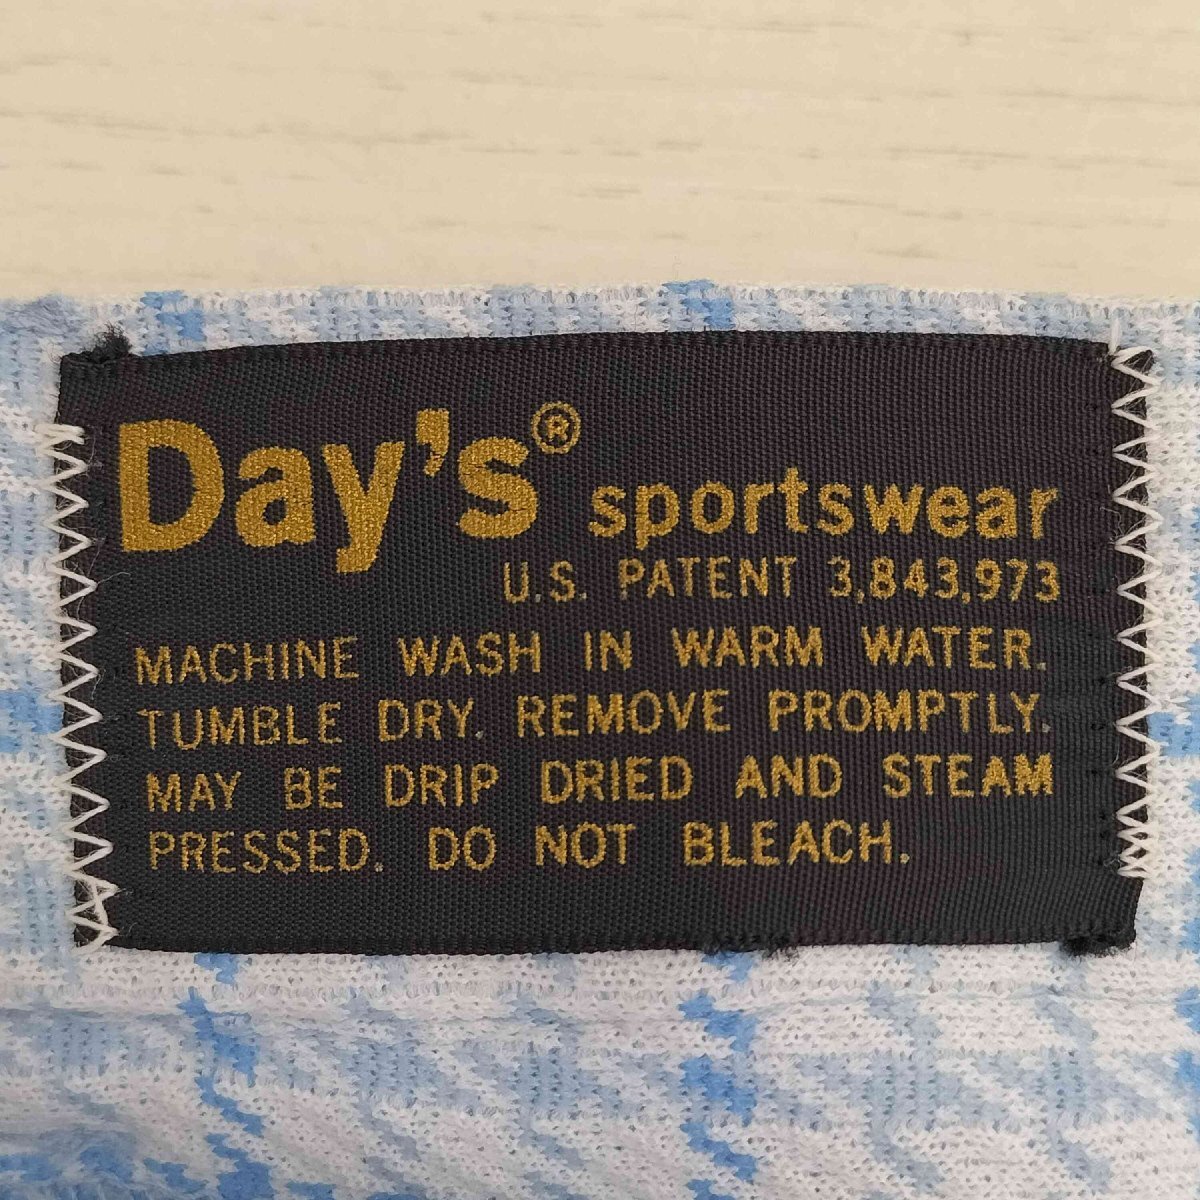 Day's® sportswear
U.S. PATENT 3,843,973
MACHINE WASH IN WARM WATER.
TUMBLE DRY. REMOVE PROMPTLY.
MAY BE DRIP DRIED AND STEAM
PRESSED. DO NOT BLEACH.